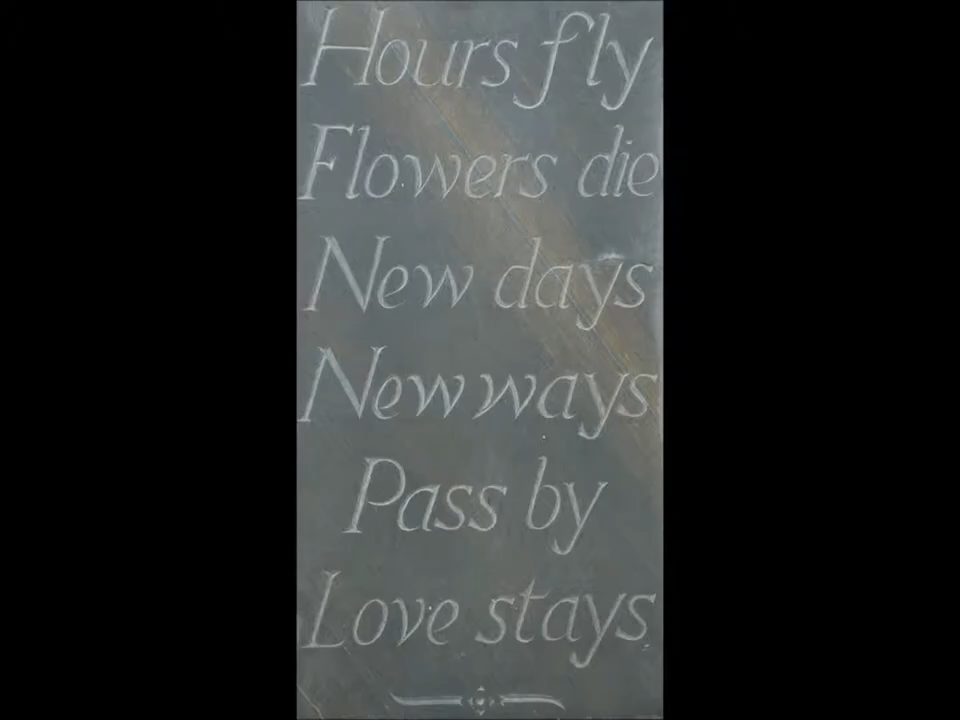 Hours fly
Flowers die
New days
New ways
Pass by
Love stays